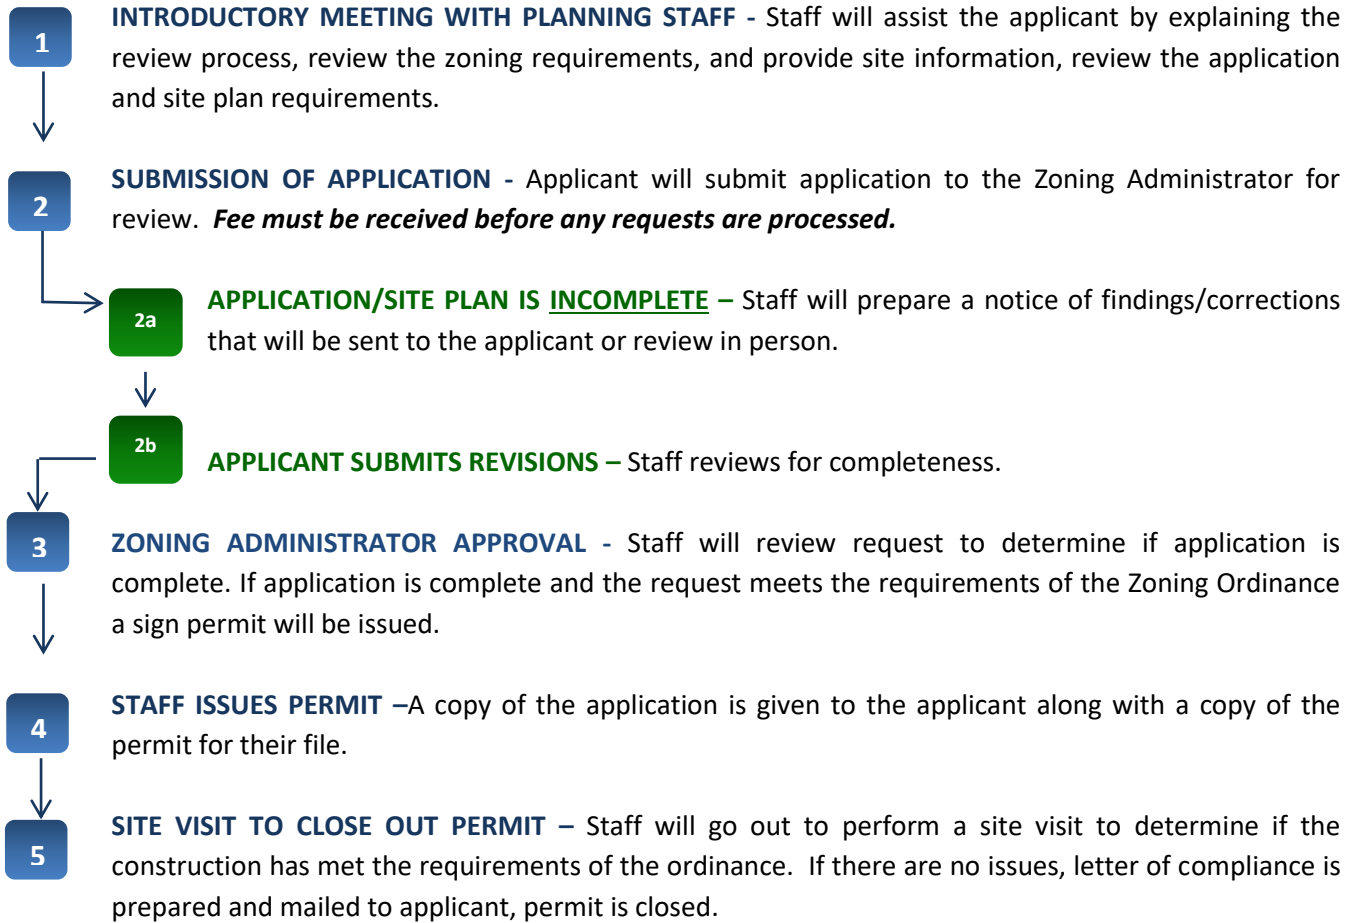 1
INTRODUCTORY MEETING WITH PLANNING STAFF - Staff will assist the applicant by explaining the
review process, review the zoning requirements, and provide site information, review the application
and site plan requirements.
2
SUBMISSION OF APPLICATION - Applicant will submit application to the Zoning Administrator for
review. Fee must be received before any requests are processed.
2a
APPLICATION/SITE PLAN IS INCOMPLETE – Staff will prepare a notice of findings/corrections
that will be sent to the applicant or review in person.
2b
APPLICANT SUBMITS REVISIONS – Staff reviews for completeness.
3
ZONING ADMINISTRATOR APPROVAL - Staff will review request to determine if application is
complete. If application is complete and the request meets the requirements of the Zoning Ordinance
a sign permit will be issued.
4
STAFF ISSUES PERMIT –A copy of the application is given to the applicant along with a copy of the
permit for their file.
5
SITE VISIT TO CLOSE OUT PERMIT – Staff will go out to perform a site visit to determine if the
construction has met the requirements of the ordinance. If there are no issues, letter of compliance is
prepared and mailed to applicant, permit is closed.